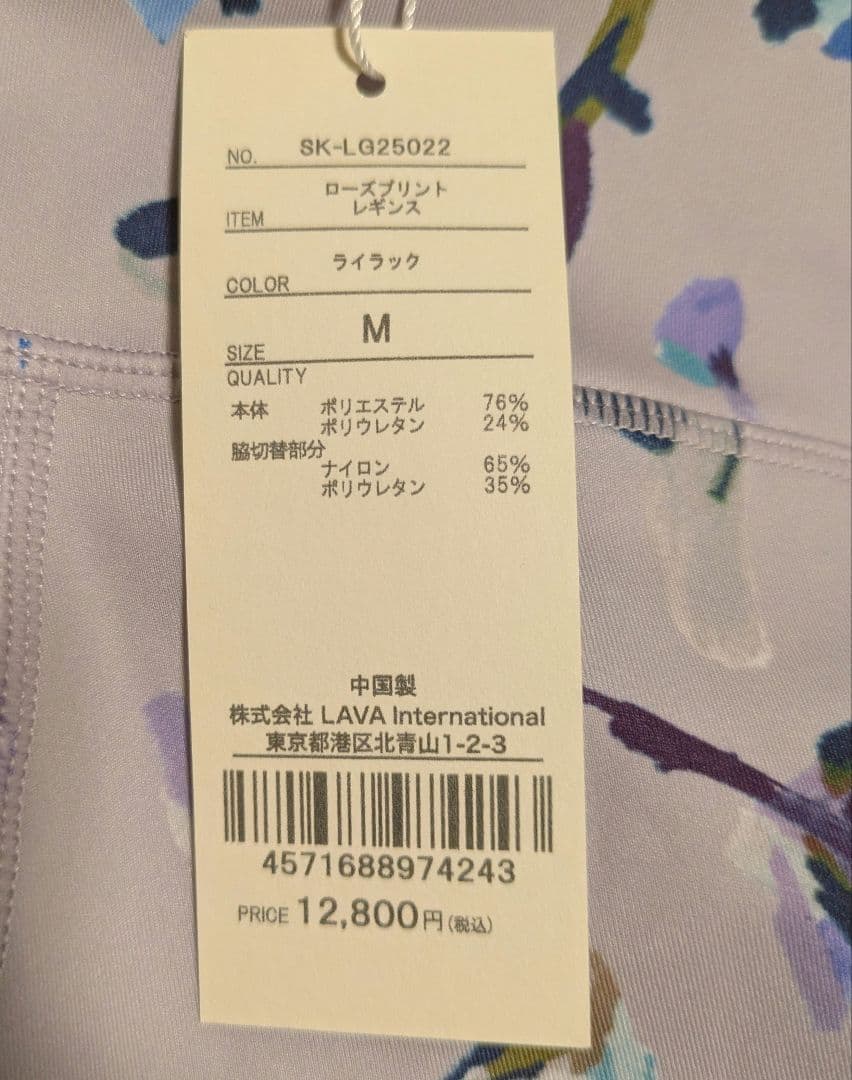 NO. SK-LG25022
ITEM ローズプリント
レギンス
COLOR ライラック
SIZE M
QUALITY
本体 ポリエステル 76%
ポリウレタン 24%
脇切替部分
ナイロン 65%
ポリウレタン 35%
中国製
株式会社 LAVA International
東京都港区北青山1-2-3
4571688974243
PRICE 12,800円(税込)